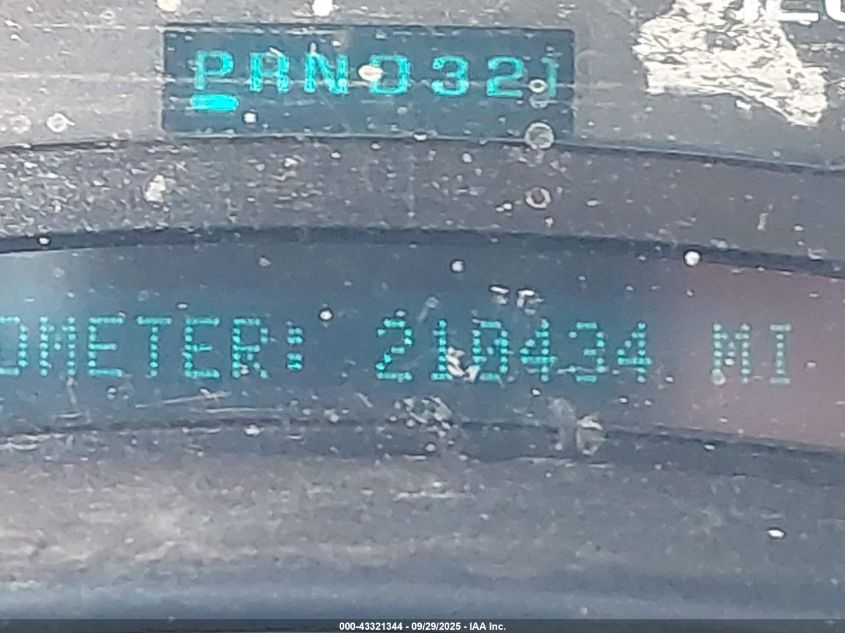 PRND321
OMETER: 210434 MI
000-43321344 - 09/29/2025 - IAA Inc.